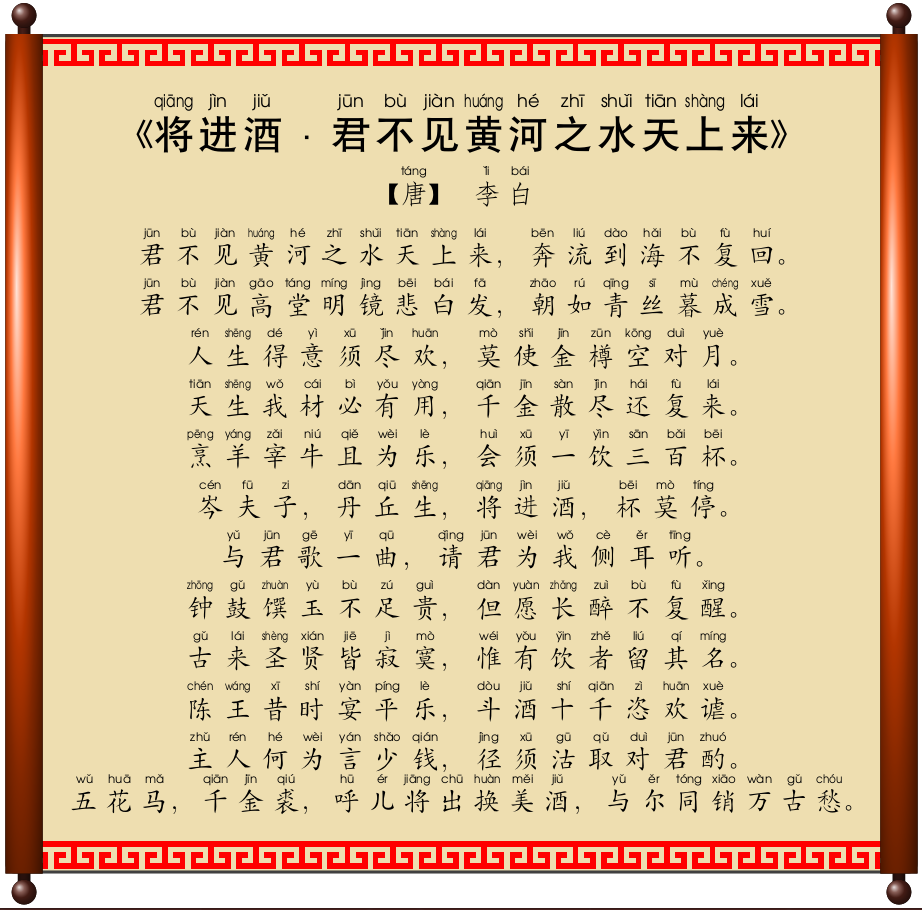 qiāng jìn jiǔ jūn bù jiàn huáng hé zhī shuǐ tiān shàng lái
《将进酒·君不见黄河之水天上来》
táng lǐ bái
【唐】 李白
jūn bù jiàn huáng hé zhī shuǐ tiān shàng lái bēn liú dào hǎi bù fù huí
君不见黄河之水天上来，奔流到海不复回。
jūn bù jiàn gāo táng míng jìng bēi bái fà zhāo rú qīng sī mù chéng xuě
君不见高堂明镜悲白发，朝如青丝暮成雪。
rén shēng dé yì xū jǐn huān mò shǐ jīn zūn kōng duì yuè
人生得意须尽欢，莫使金樽空对月。
tiān shēng wǒ cái bì yǒu yòng qiān jīn sàn jìn hái fù lái
天生我材必有用，千金散尽还复来。
pēng yáng zǎi niú qiě wèi lè huì xū yī yǐn sān bǎi bēi
烹羊宰牛且为乐，会须一饮三百杯。
cén fū zi dān qiū shēng qiāng jìn jiǔ bēi mò tíng
岑夫子，丹丘生，将进酒，杯莫停。
yǔ jūn gē yī qū qǐng jūn wèi wǒ cè ěr tīng
与君歌一曲，请君为我侧耳听。
zhōng gǔ zhuàn yù bù zú guì dàn yuàn zhǎng zuì bù fù xǐng
钟鼓馔玉不足贵，但愿长醉不复醒。
gǔ lái shèng xián jiē jì mò wéi yǒu yǐn zhě liú qí míng
古来圣贤皆寂寞，惟有饮者留其名。
chén wáng xī shí yàn píng lè dòu jiǔ shí qiān zì huān xuè
陈王昔时宴平乐，斗酒十千恣欢谑。
zhǔ rén hé wèi yán shǎo qián jìng xū gū qǔ duì jūn zhuó
主人何为言少钱，径须沽取对君酌。
wǔ huā mǎ qiān jīn qiú hū ér jiāng chū huàn měi jiǔ yǔ ěr tóng xiāo wàn gǔ chóu
五花马，千金裘，呼儿将出换美酒，与尔同销万古愁。